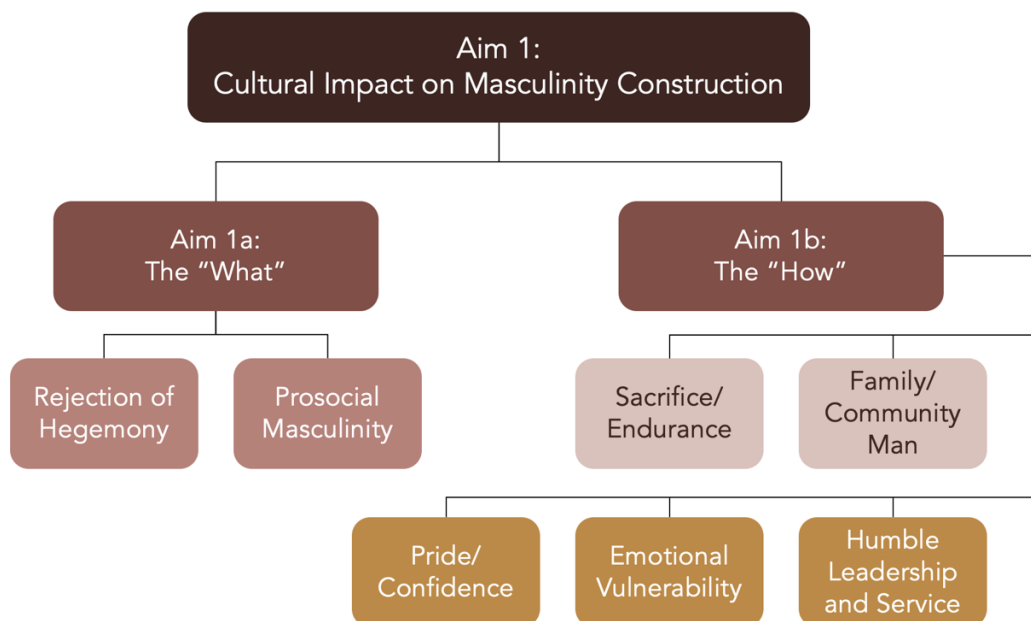 Aim 1:
Cultural Impact on Masculinity Construction
Aim 1a:
The “What”
Aim 1b:
The “How”
Rejection of
Hegemony
Prosocial
Masculinity
Sacrifice/
Endurance
Family/
Community
Man
Pride/
Confidence
Emotional
Vulnerability
Humble
Leadership
and Service